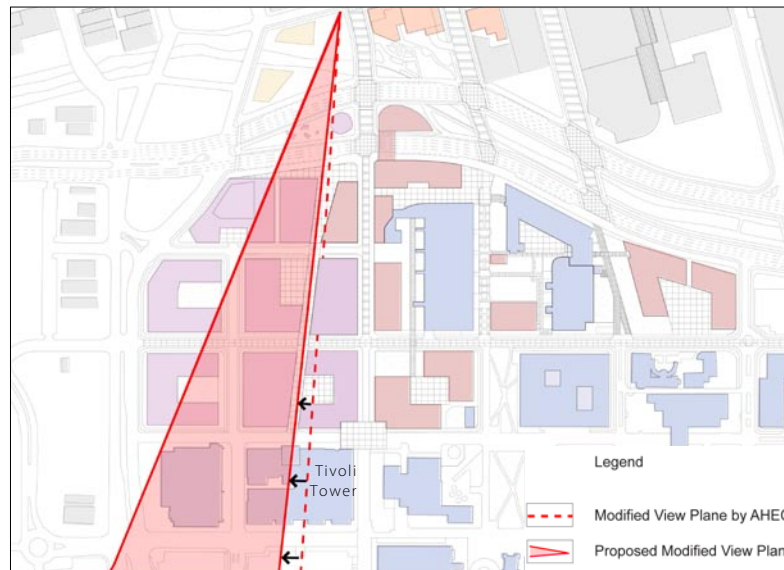 Tivoli
Tower
Legend
Modified View Plane by AHEC
Proposed Modified View Plan